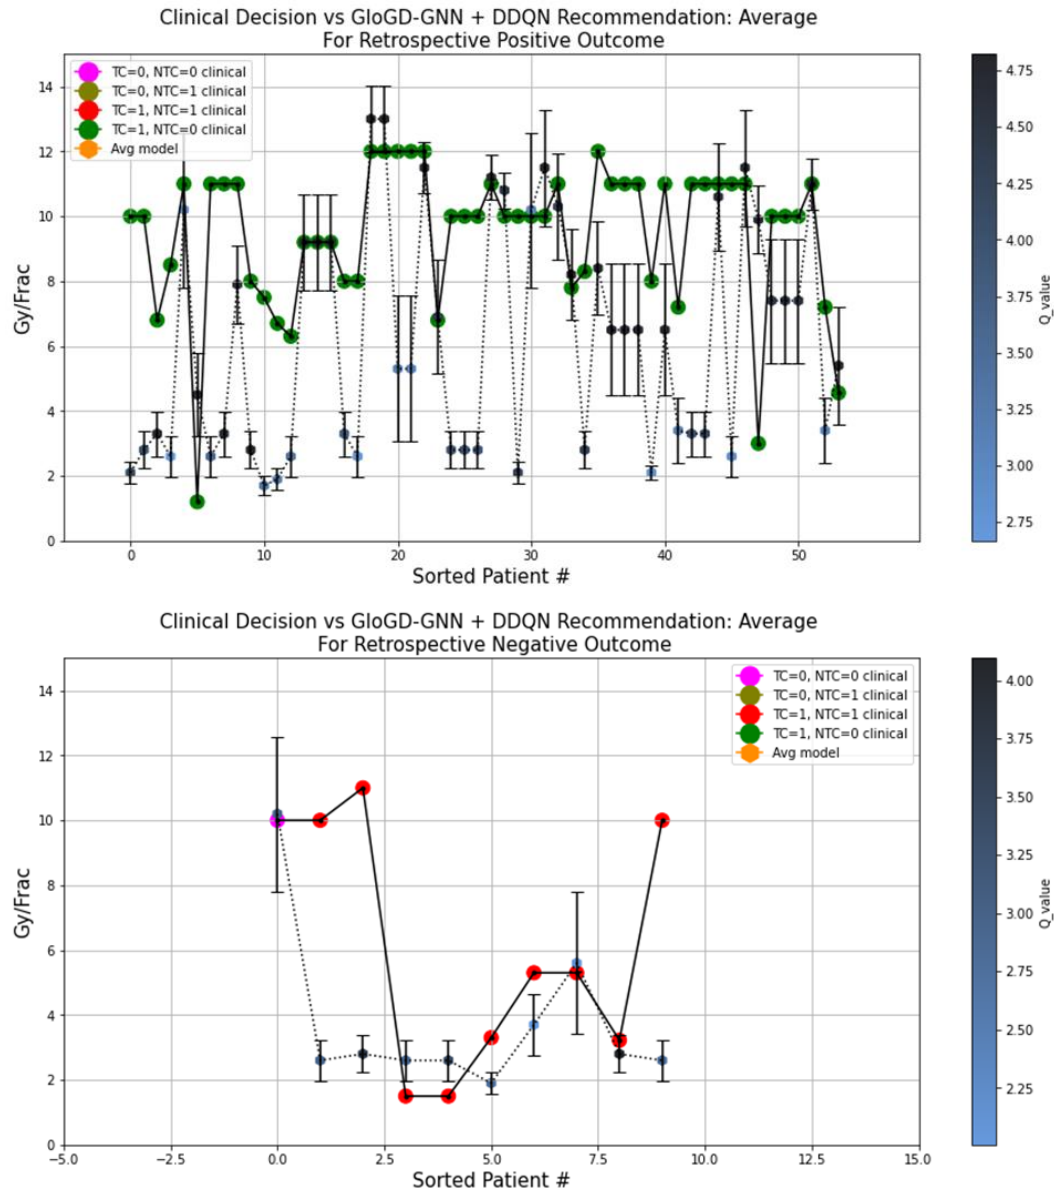 Clinical Decision vs GloGD-GNN + DDQN Recommendation: Average
For Retrospective Positive Outcome
TC=0, NTC=0 clinical
TC=0, NTC=1 clinical
TC=1, NTC=1 clinical
TC=1, NTC=0 clinical
Avg model
Gy/Frac
14
12
10
8
6
4
2
0
0 10 20 30 40 50
Sorted Patient #
4.75
4.50
4.25
4.00
3.75
3.50
3.25
3.00
2.75
Q_value
Clinical Decision vs GloGD-GNN + DDQN Recommendation: Average
For Retrospective Negative Outcome
TC=0, NTC=0 clinical
TC=0, NTC=1 clinical
TC=1, NTC=1 clinical
TC=1, NTC=0 clinical
Avg model
Gy/Frac
14
12
10
8
6
4
2
0
−5.0 −2.5 0.0 2.5 5.0 7.5 10.0 12.5 15.0
Sorted Patient #
4.00
3.75
3.50
3.25
3.00
2.75
2.50
2.25
Q_value